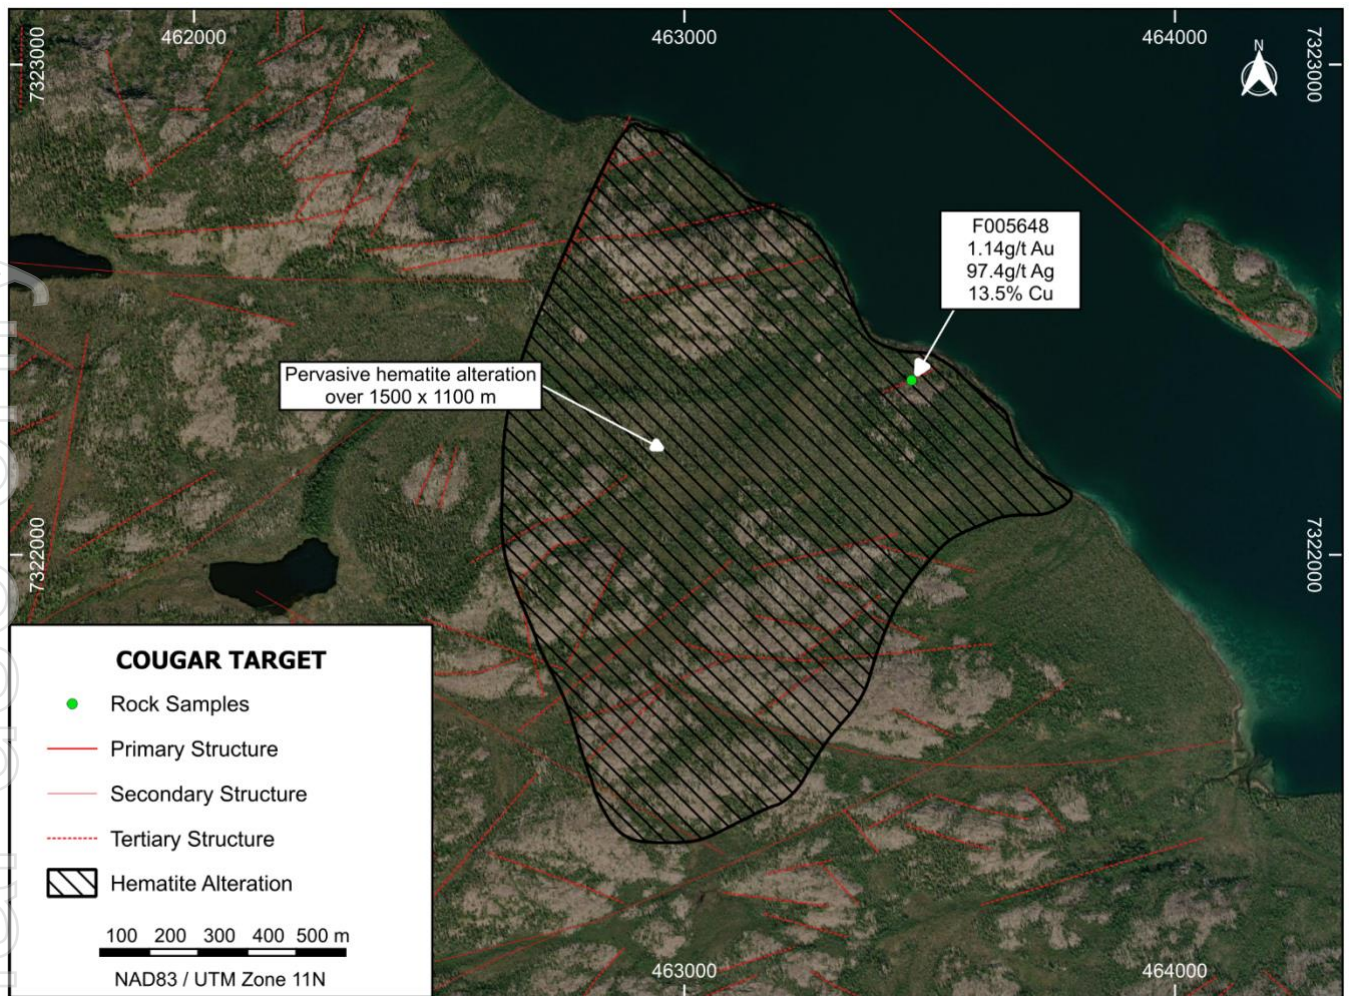 462000
463000
464000
7323000
7323000
N
F005648
1.14g/t Au
97.4g/t Ag
13.5% Cu
Pervasive hematite alteration
over 1500 x 1100 m
7322000
7322000
COUGAR TARGET
Rock Samples
Primary Structure
Secondary Structure
Tertiary Structure
Hematite Alteration
100 200 300 400 500 m
NAD83 / UTM Zone 11N
463000
464000